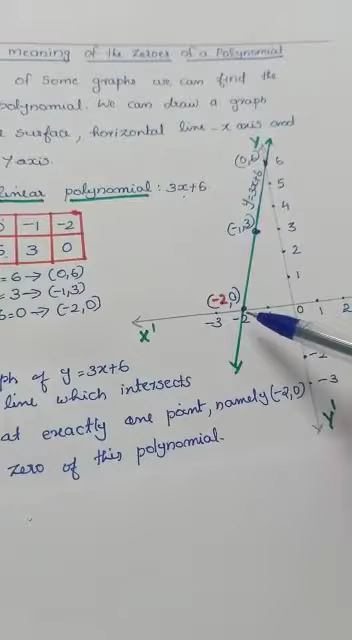 meaning of the zeroes of a Polynomial
of some graphs we can find the
polynomial. We can draw a graph
surface, horizontal line - x axis and
y axis.
linear polynomial: 3x+6
-1 -2
3 0
= 6 → (0,6)
= 3 → (-1,3)
6=0 → (-2,0)
Y
(0,6) 6
y=3x+6
5
4
(-1,3) 3
2
1
(-2,0)
X' -3 -2 0 1 2
-2
-3
Y'
ph of y = 3x+6
line which intersects
at exactly one point, namely (-2,0).
zero of this polynomial.